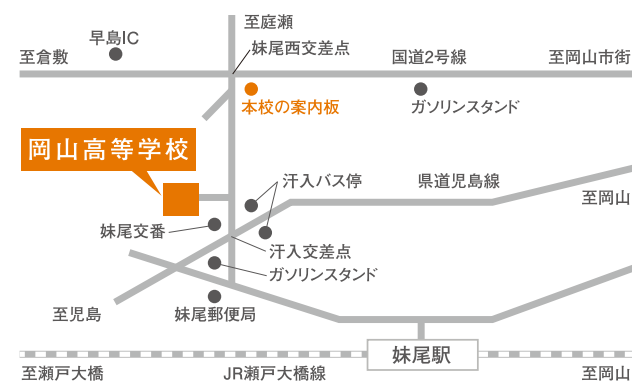 至庭瀬
早島IC
妹尾西交差点
至倉敷
国道2号線
至岡山市街
本校の案内板
ガソリンスタンド
岡山高等学校
汗入バス停
県道児島線
至岡山
妹尾交番
汗入交差点
ガソリンスタンド
至児島
妹尾郵便局
妹尾駅
至瀬戸大橋
JR瀬戸大橋線
至岡山